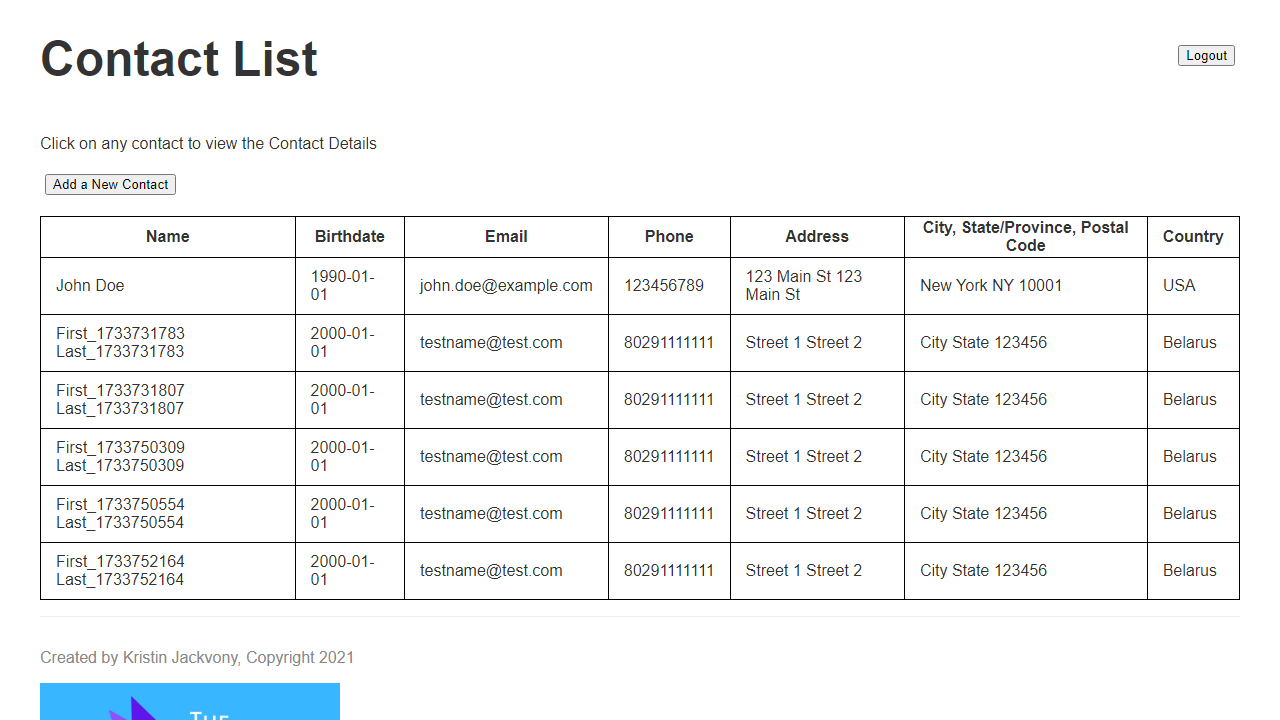 Contact List
Logout
Click on any contact to view the Contact Details
Add a New Contact
Name Birthdate Email Phone Address City, State/Province, Postal Code Country
John Doe 1990-01-01 john.doe@example.com 123456789 123 Main St 123 Main St New York NY 10001 USA
First_1733731783 Last_1733731783 2000-01-01 testname@test.com 80291111111 Street 1 Street 2 City State 123456 Belarus
First_1733731807 Last_1733731807 2000-01-01 testname@test.com 80291111111 Street 1 Street 2 City State 123456 Belarus
First_1733750309 Last_1733750309 2000-01-01 testname@test.com 80291111111 Street 1 Street 2 City State 123456 Belarus
First_1733750554 Last_1733750554 2000-01-01 testname@test.com 80291111111 Street 1 Street 2 City State 123456 Belarus
First_1733752164 Last_1733752164 2000-01-01 testname@test.com 80291111111 Street 1 Street 2 City State 123456 Belarus
Created by Kristin Jackvony, Copyright 2021
THE